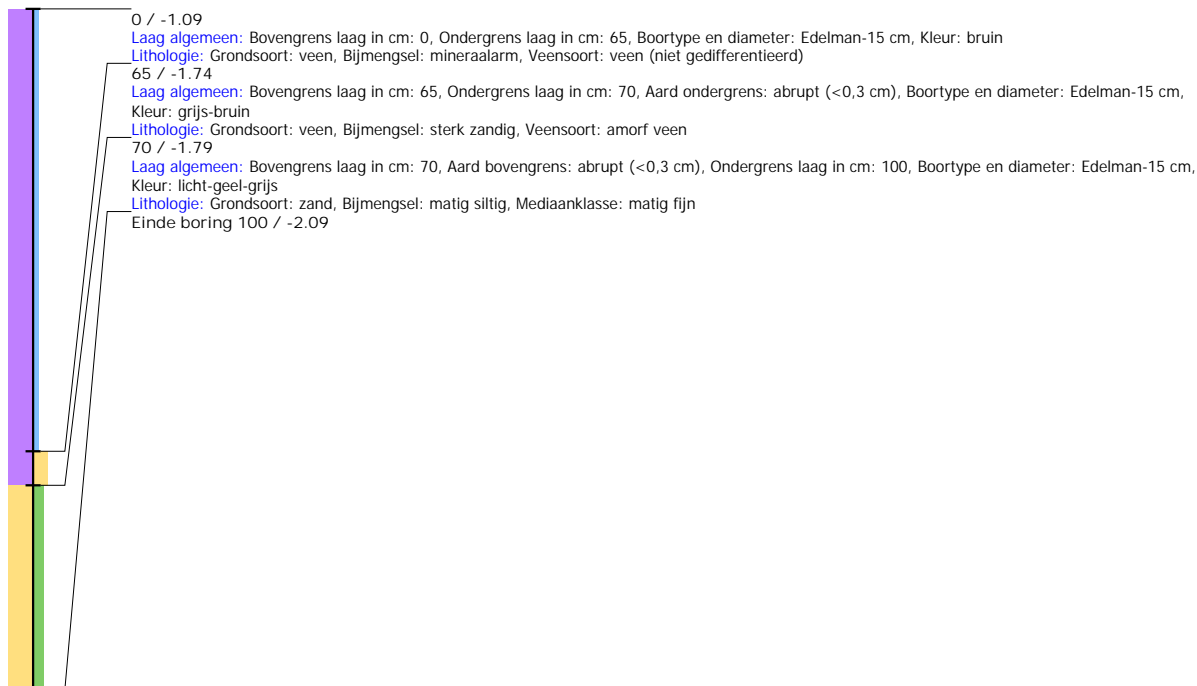 0 / -1.09
Laag algemeen: Bovengrens laag in cm: 0, Ondergrens laag in cm: 65, Boortype en diameter: Edelman-15 cm, Kleur: bruin
Lithologie: Grondsoort: veen, Bijmengsel: mineraalarm, Veensoort: veen (niet gedifferentieerd)
65 / -1.74
Laag algemeen: Bovengrens laag in cm: 65, Ondergrens laag in cm: 70, Aard ondergrens: abrupt (<0,3 cm), Boortype en diameter: Edelman-15 cm,
Kleur: grijs-bruin
Lithologie: Grondsoort: veen, Bijmengsel: sterk zandig, Veensoort: amorf veen
70 / -1.79
Laag algemeen: Bovengrens laag in cm: 70, Aard bovengrens: abrupt (<0,3 cm), Ondergrens laag in cm: 100, Boortype en diameter: Edelman-15 cm,
Kleur: licht-geel-grijs
Lithologie: Grondsoort: zand, Bijmengsel: matig siltig, Mediaanklasse: matig fijn
Einde boring 100 / -2.09